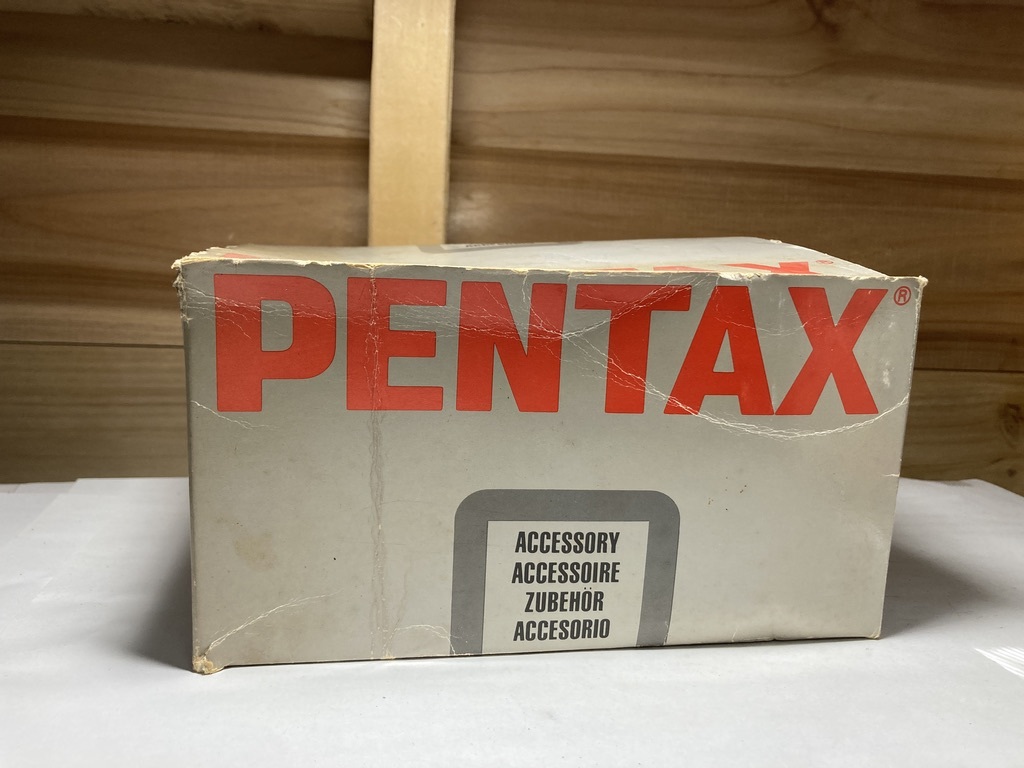 PENTAX®
ACCESSORY
ACCESSOIRE
ZUBEHÖR
ACCESORIO